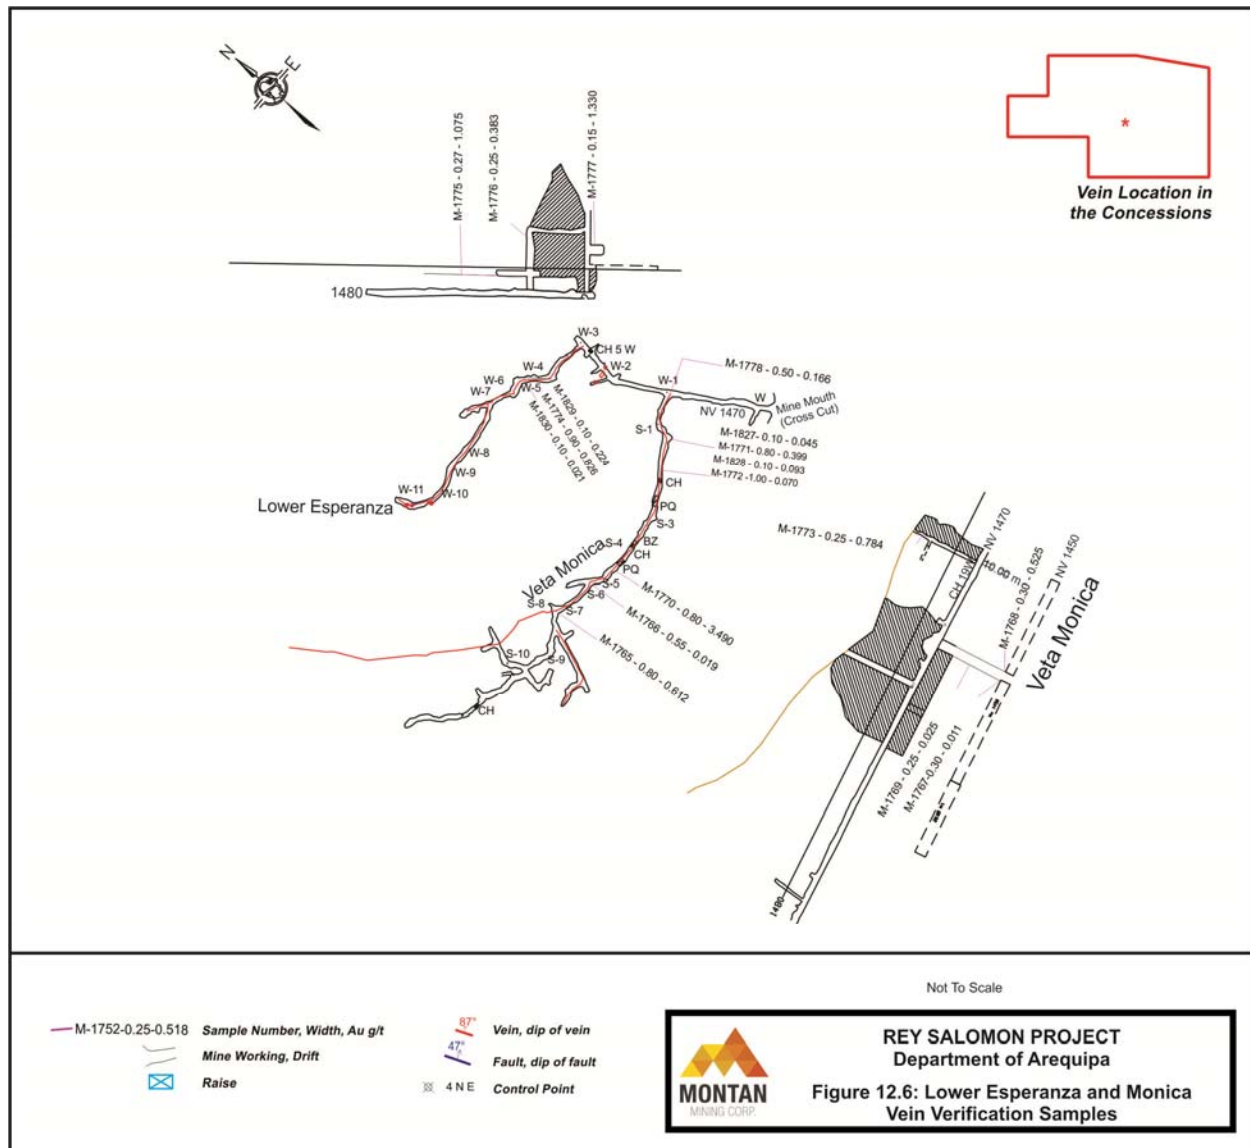 N
E
M-1775 - 0.27 - 1.075
M-1776 - 0.25 - 0.383
M-1777 - 0.15 - 1.330
*
Vein Location in
the Concessions
1480
W-3
CH 5 W
W-2
W-4
W-5
W-6
W-7
W-8
W-9
W-10
W-11
Lower Esperanza
M-1829 - 0.10 - 0.224
M-1774 - 0.90 - 0.826
M-1830 - 0.10 - 0.021
W-1
M-1778 - 0.50 - 0.166
W
NV 1470
Mine Mouth
(Cross Cut)
S-1
M-1827 - 0.10 - 0.045
M-1771 - 0.80 - 0.399
M-1828 - 0.10 - 0.093
M-1772 -1.00 - 0.070
CH
PQ
S-3
BZ
S-4
CH
PQ
Veta Monica
S-5
S-6
S-7
S-8
S-9
S-10
CH
M-1770 - 0.80 - 3.490
M-1766 - 0.55 - 0.019
M-1765 - 0.80 - 0.612
M-1773 - 0.25 - 0.784
NV 1470
CH 19W
10.00 m
M-1768 - 0.30 - 0.525
NV 1450
Veta Monica
M-1769 - 0.25 - 0.025
M-1767-0.30 - 0.011
1480
Not To Scale
M-1752-0.25-0.518 Sample Number, Width, Au g/t
Mine Working, Drift
Raise
87° Vein, dip of vein
47° Fault, dip of fault
4 N E Control Point
MONTAN
MINING CORP.
REY SALOMON PROJECT
Department of Arequipa
Figure 12.6: Lower Esperanza and Monica
Vein Verification Samples